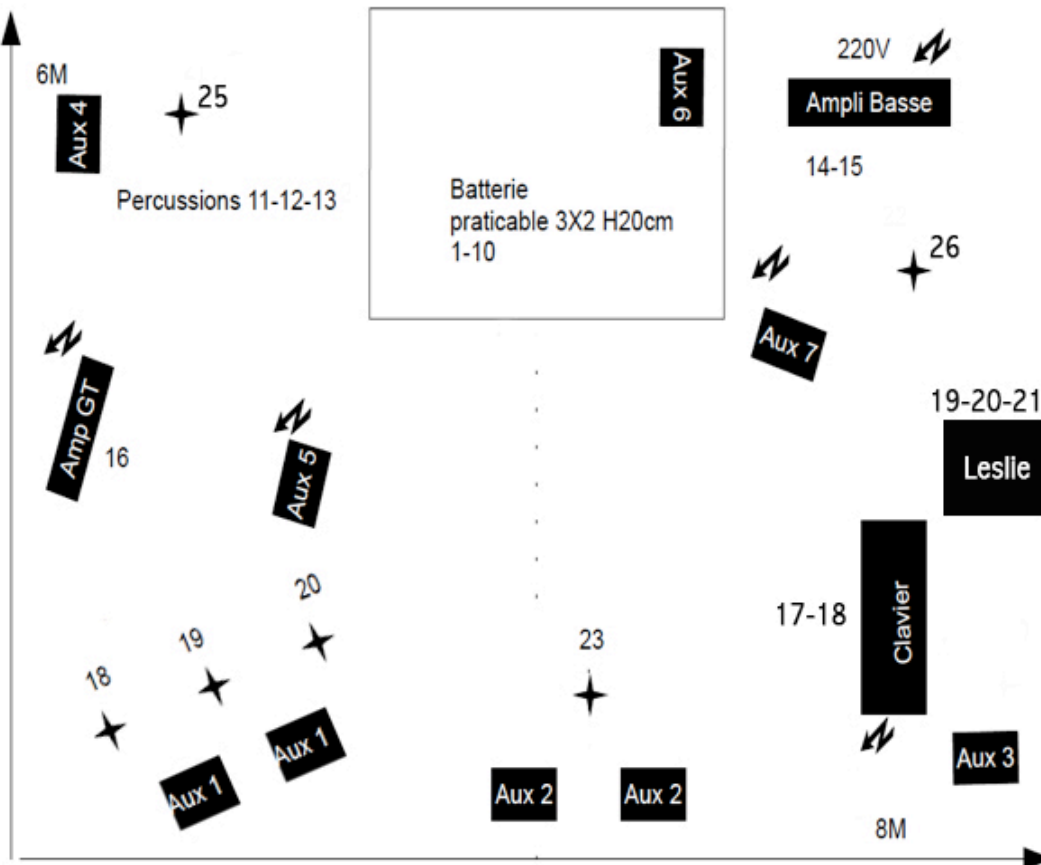 220V
6M
Aux 4
25
Aux 6
Ampli Basse
Percussions 11-12-13
Batterie
praticable 3X2 H20cm
1-10
14-15
26
Aux 7
Amp GT
16
Aux 5
19-20-21
Leslie
20
19
18
23
17-18
Clavier
Aux 1
Aux 1
Aux 2
Aux 2
Aux 3
8M